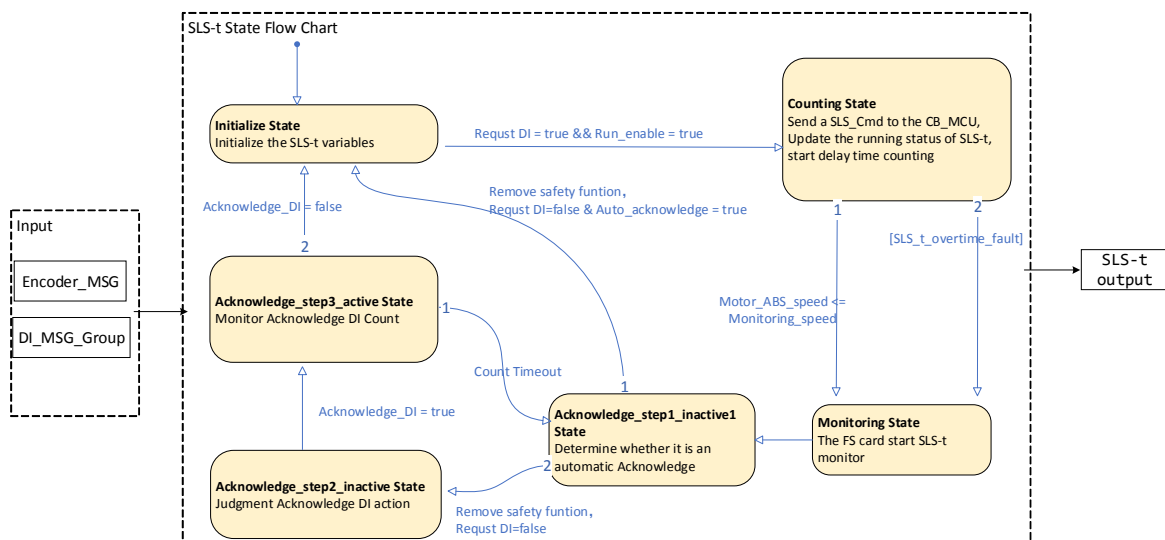 SLS-t State Flow Chart
Initialize State
Initialize the SLS-t variables
Requst DI = true && Run_enable = true
Counting State
Send a SLS_Cmd to the CB_MCU,
Update the running status of SLS-t,
start delay time counting
Remove safety funtion，
Requst DI=false & Auto_acknowledge = true
Acknowledge_DI = false
1
2
[SLS_t_overtime_fault]
Input
Encoder_MSG
DI_MSG_Group
2
Acknowledge_step3_active State
Monitor Acknowledge DI Count
1
SLS-t
output
Motor_ABS_speed <=
Monitoring_speed
Count Timeout
1
Acknowledge_DI = true
Acknowledge_step1_inactive1
State
Determine whether it is an
automatic Acknowledge
2
Monitoring State
The FS card start SLS-t
monitor
Acknowledge_step2_inactive State
Judgment Acknowledge DI action
Remove safety funtion，
Requst DI=false